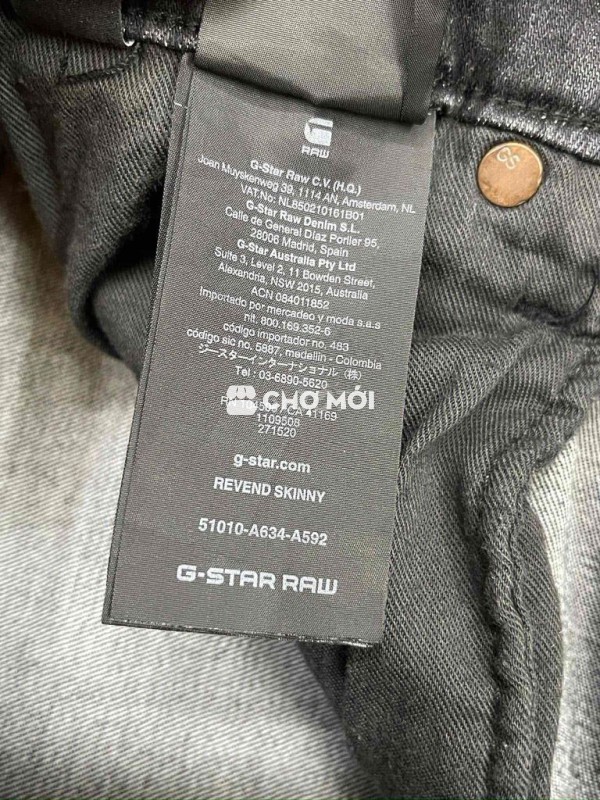 RAW
G-Star Raw C.V. (H.Q.)
Joan Muyskenweg 39, 1114 AN, Amsterdam, NL
VAT.No: NL850210161B01
G-Star Raw Denim S.L.
Calle de General Diaz Porlier 95,
28006 Madrid, Spain
G-Star Australia Pty Ltd
Suite 3, Level 2, 11 Bowden Street,
Alexandria, NSW 2015, Australia
ACN 084011852
Importado por mercadeo y moda s.a.s
nit. 800.169.352-6
código importador no. 483
código sic no. 5887, medellin - Colombia
ジースターインターナショナル（株）
Tel : 03-6890-5620
CHỢ MỚI
CA 41169
1109508
271520
g-star.com
REVEND SKINNY
51010-A634-A592
G-STAR RAW
GS